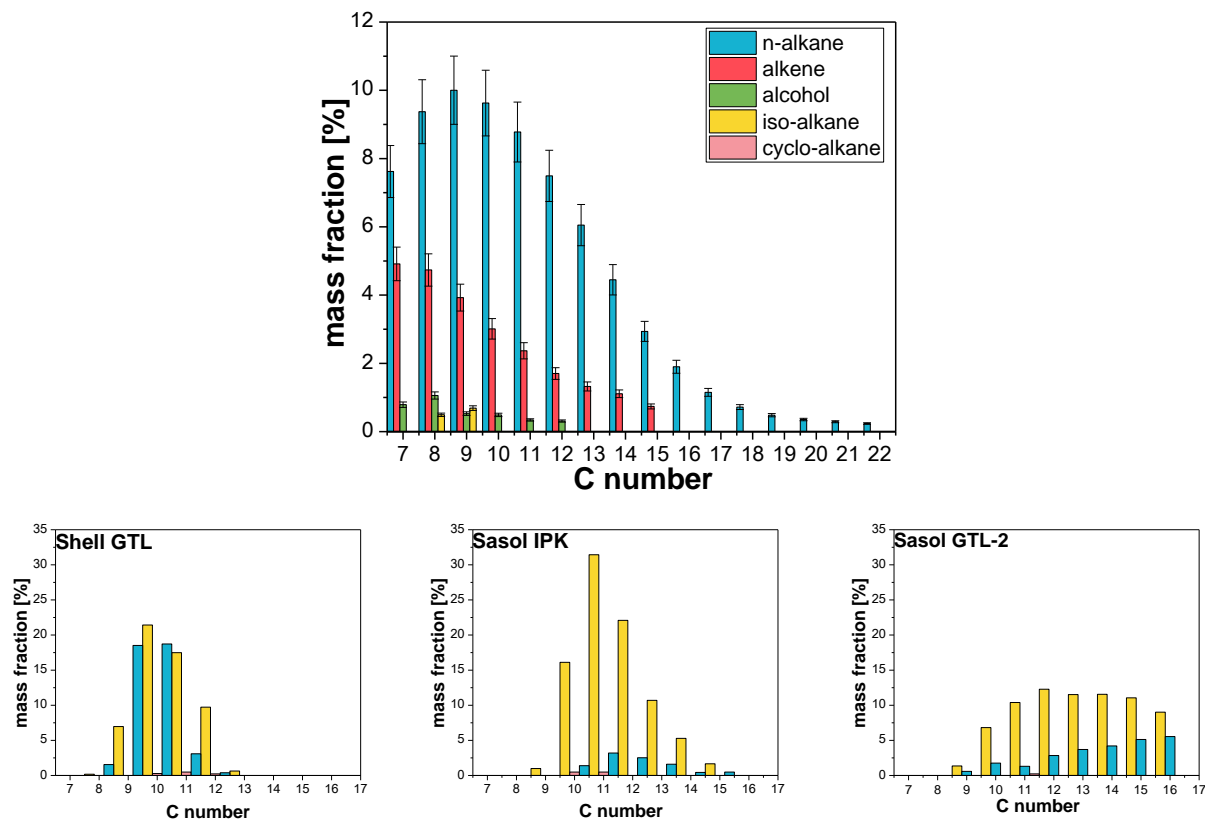 12
10
8
6
4
2
0
mass fraction [%]
n-alkane
alkene
alcohol
iso-alkane
cyclo-alkane
7 8 9 10 11 12 13 14 15 16 17 18 19 20 21 22
C number
Shell GTL
35
30
25
20
15
10
5
0
mass fraction [%]
7 8 9 10 11 12 13 14 15 16 17
C number
Sasol IPK
35
30
25
20
15
10
5
0
mass fraction [%]
7 8 9 10 11 12 13 14 15 16 17
C number
Sasol GTL-2
35
30
25
20
15
10
5
0
mass fraction [%]
7 8 9 10 11 12 13 14 15 16 17
C number